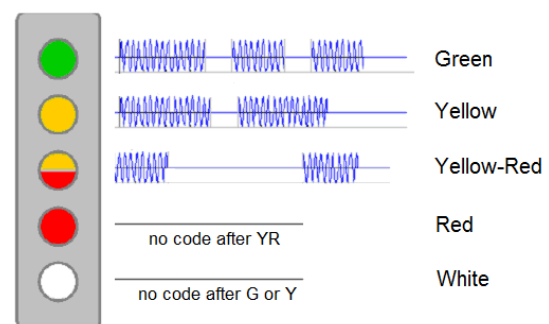 Green
Yellow
Yellow-Red
Red
no code after YR
White
no code after G or Y